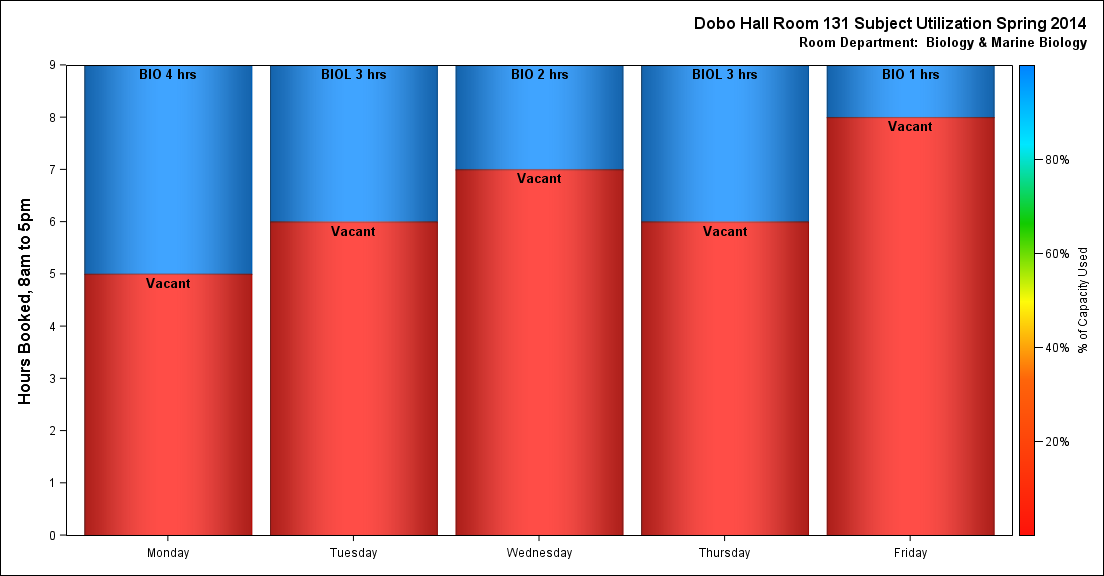 Dobo Hall Room 131 Subject Utilization Spring 2014
Room Department:  Biology & Marine Biology
Hours Booked, 8am to 5pm
9
8
7
6
5
4
3
2
1
0
BIO 4 hrs
Vacant
BIOL 3 hrs
Vacant
BIO 2 hrs
Vacant
BIOL 3 hrs
Vacant
BIO 1 hrs
Vacant
Monday
Tuesday
Wednesday
Thursday
Friday
80%
60%
40%
20%
% of Capacity Used